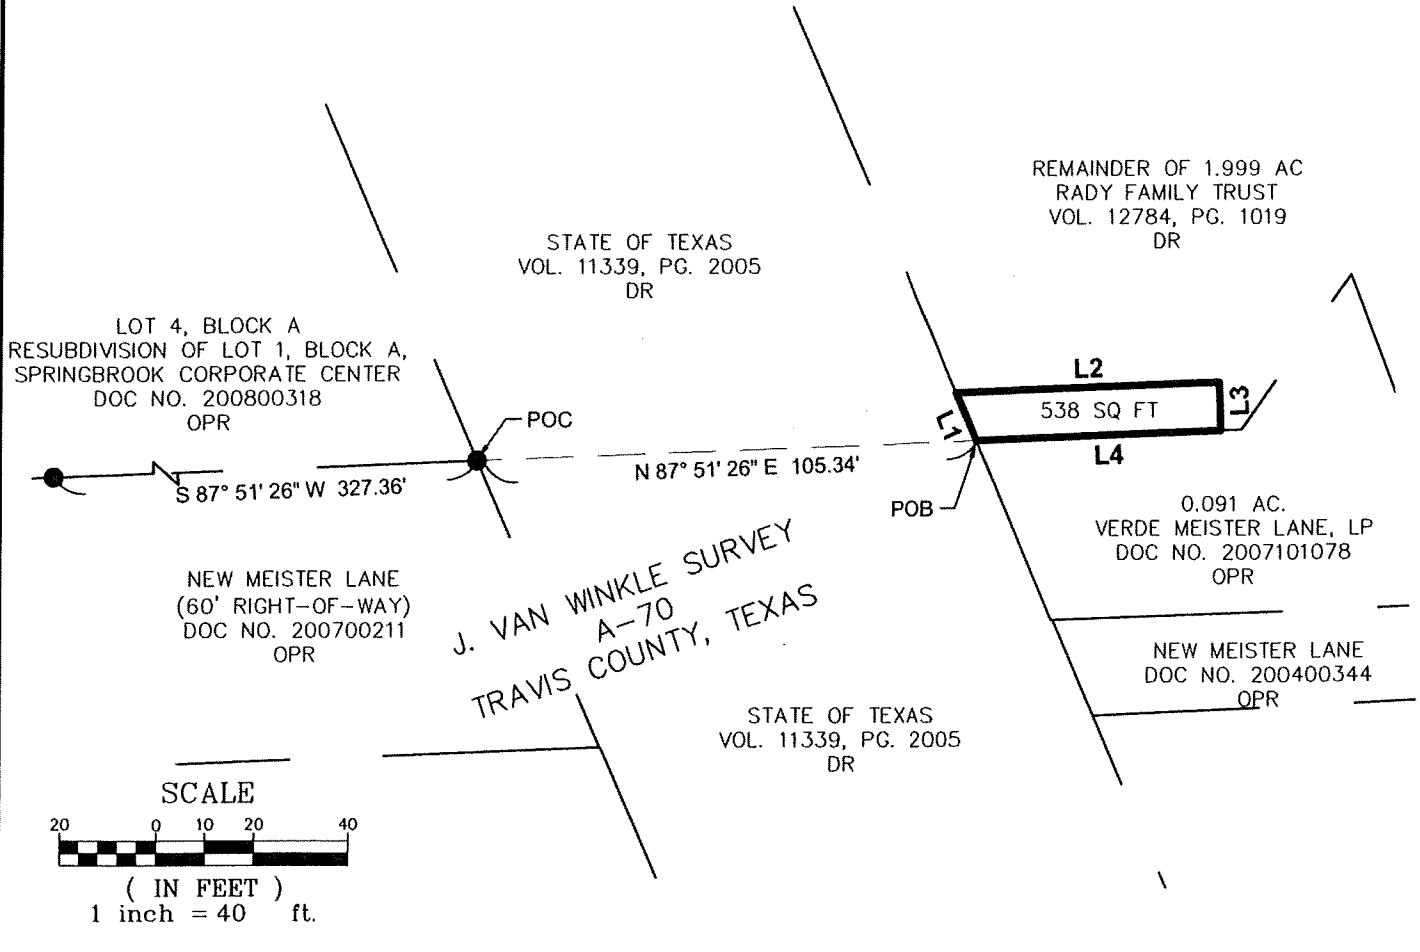 REMAINDER OF 1.999 AC
RADY FAMILY TRUST
VOL. 12784, PG. 1019
DR
STATE OF TEXAS
VOL. 11339, PG. 2005
DR
LOT 4, BLOCK A
RESUBDIVISION OF LOT 1, BLOCK A,
SPRINGBROOK CORPORATE CENTER
DOC NO. 200800318
OPR
L2
538 SQ FT
L3
L1
L4
POC
N 87° 51' 26" E 105.34'
S 87° 51' 26" W 327.36'
POB
0.091 AC.
VERDE MEISTER LANE, LP
DOC NO. 2007101078
OPR
NEW MEISTER LANE
(60' RIGHT-OF-WAY)
DOC NO. 200700211
OPR
J. VAN WINKLE SURVEY
A-70
TRAVIS COUNTY, TEXAS
NEW MEISTER LANE
DOC NO. 200400344
OPR
STATE OF TEXAS
VOL. 11339, PG. 2005
DR
SCALE
20 0 10 20 40
( IN FEET )
1 inch = 40 ft.